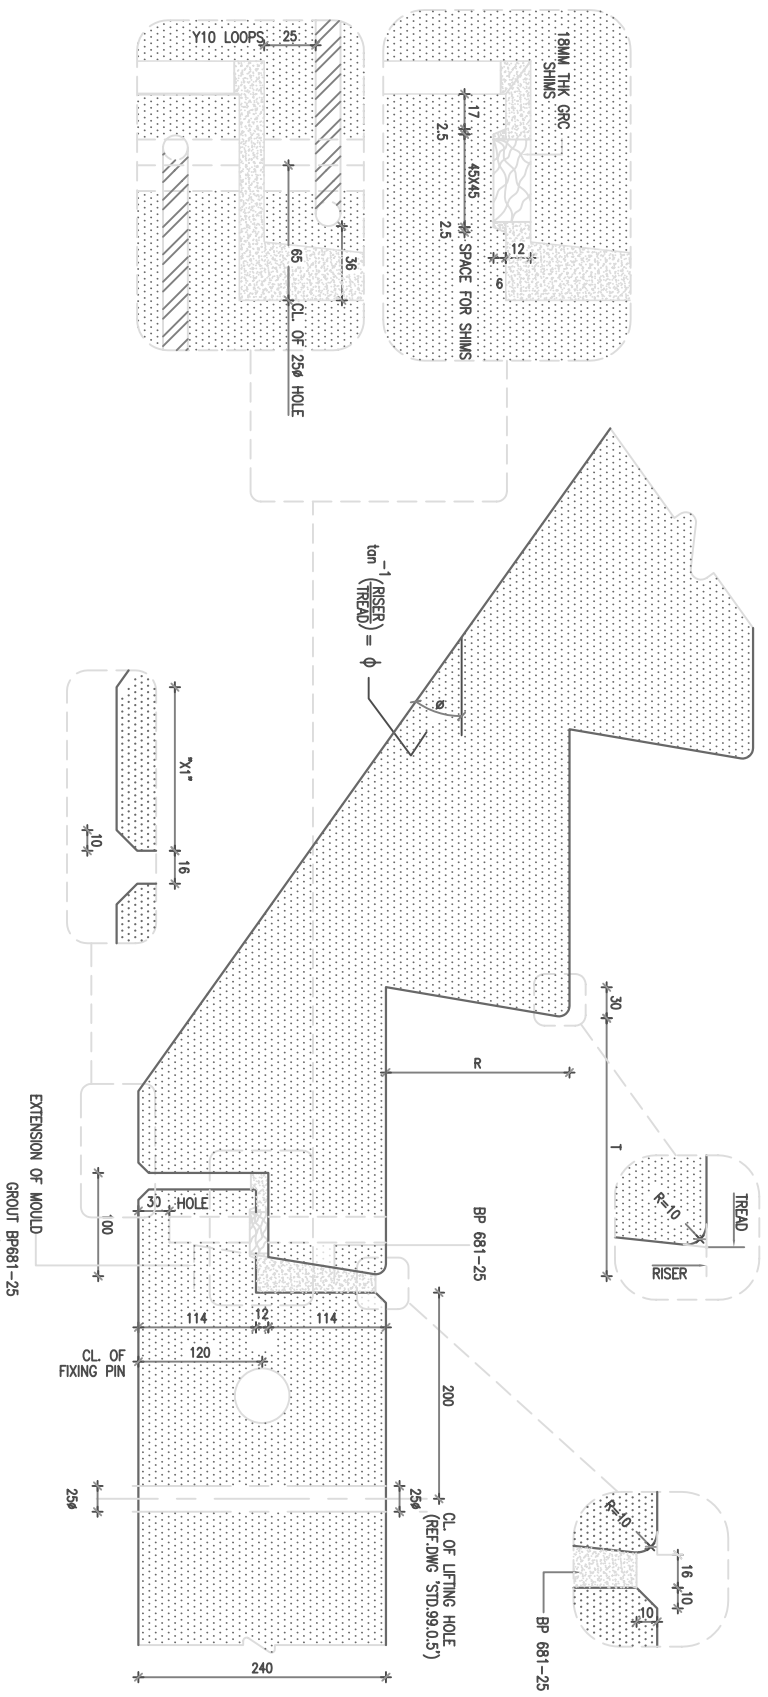 Y10 LOOPS
25
36
65
CL. OF 25ø HOLE
18MM THK GRC
SHIMS
17
2.5
45X45
2.5
SPACE FOR SHIMS
12
6
tan⁻¹(RISER
TREAD) = ϕ
ø
"X1"
10
16
30
R
T
R=10
TREAD
RISER
EXTENSION OF MOULD
GROUT BP681-25
100
30
HOLE
BP 681-25
114
12
114
120
CL. OF
FIXING PIN
200
25ø
25ø
CL. OF LIFTING HOLE
(REF.DWG 'STD.99.0.5')
240
R=10
16
10
10
BP 681-25